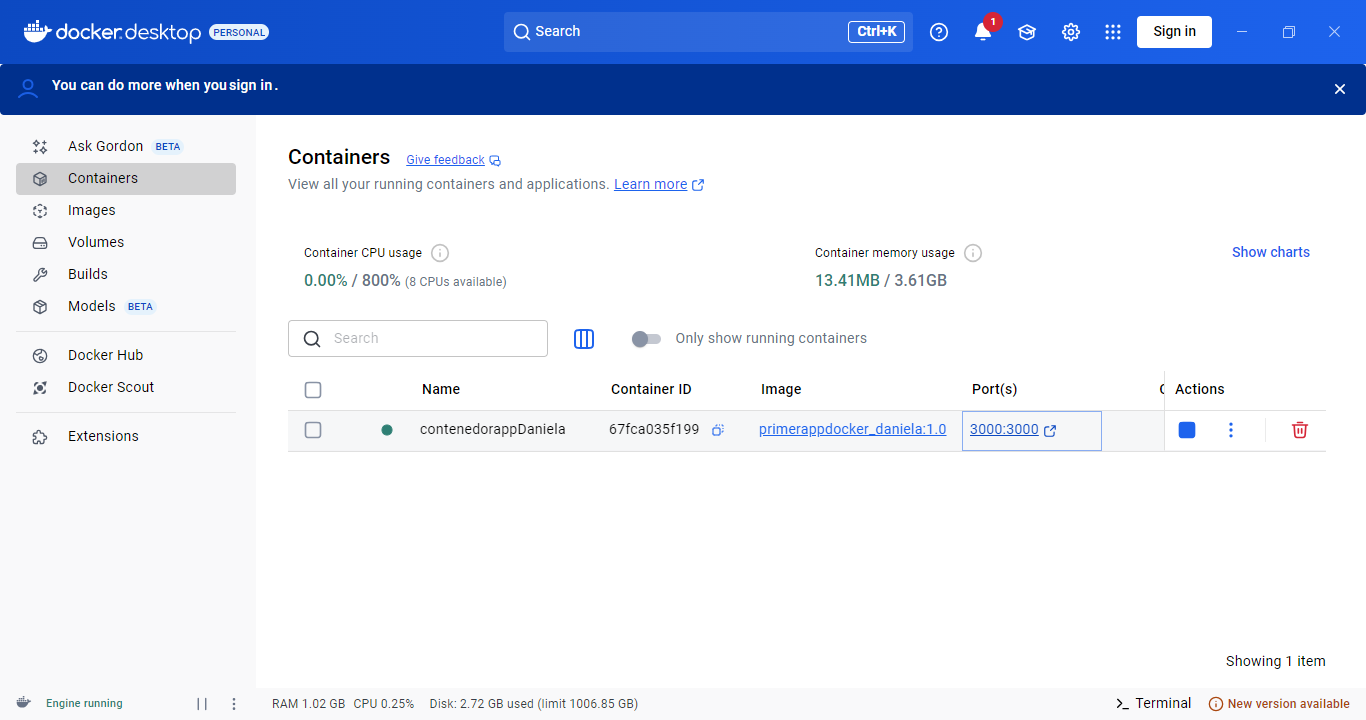 docker.desktop PERSONAL Search Ctrl+K 1 Sign in
You can do more when you sign in.
Ask Gordon BETA
Containers
Images
Volumes
Builds
Models BETA
Docker Hub
Docker Scout
Extensions
Containers Give feedback
View all your running containers and applications. Learn more
Container CPU usage
0.00% / 800% (8 CPUs available)
Container memory usage
13.41MB / 3.61GB
Show charts
Search Only show running containers
Name Container ID Image Port(s) Actions
contenedorappDaniela 67fca035f199 primerappdocker_daniela:1.0 3000:3000
Showing 1 item
Engine running RAM 1.02 GB CPU 0.25% Disk: 2.72 GB used (limit 1006.85 GB) Terminal New version available